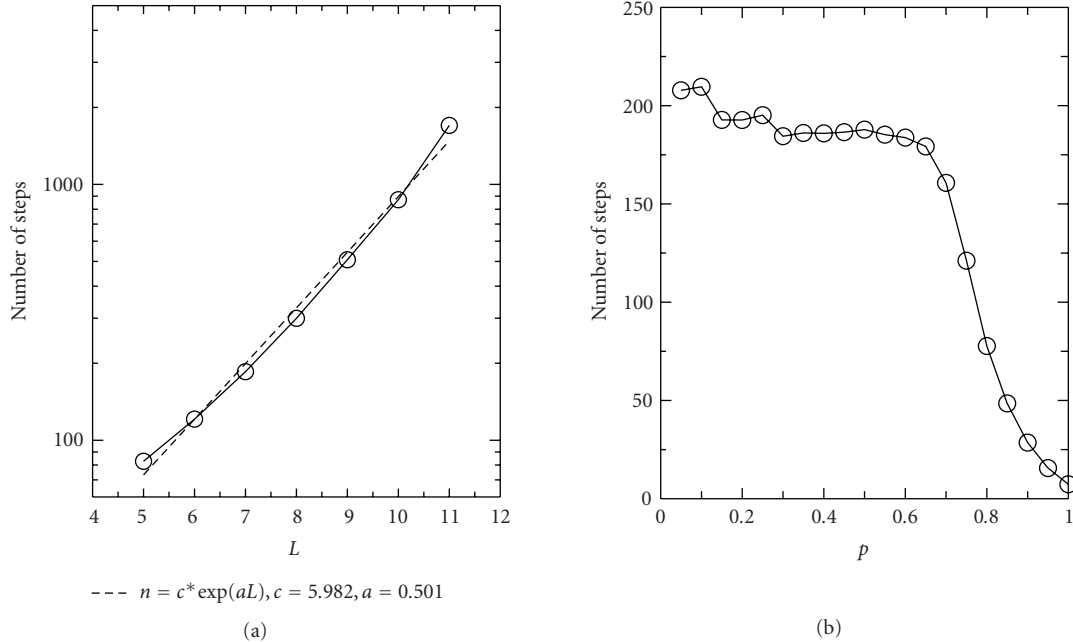 Number of steps
1000
100
4 5 6 7 8 9 10 11 12
L
n = c* exp(aL), c = 5.982, a = 0.501
(a)
Number of steps
250
200
150
100
50
0
0 0.2 0.4 0.6 0.8 1
p
(b)